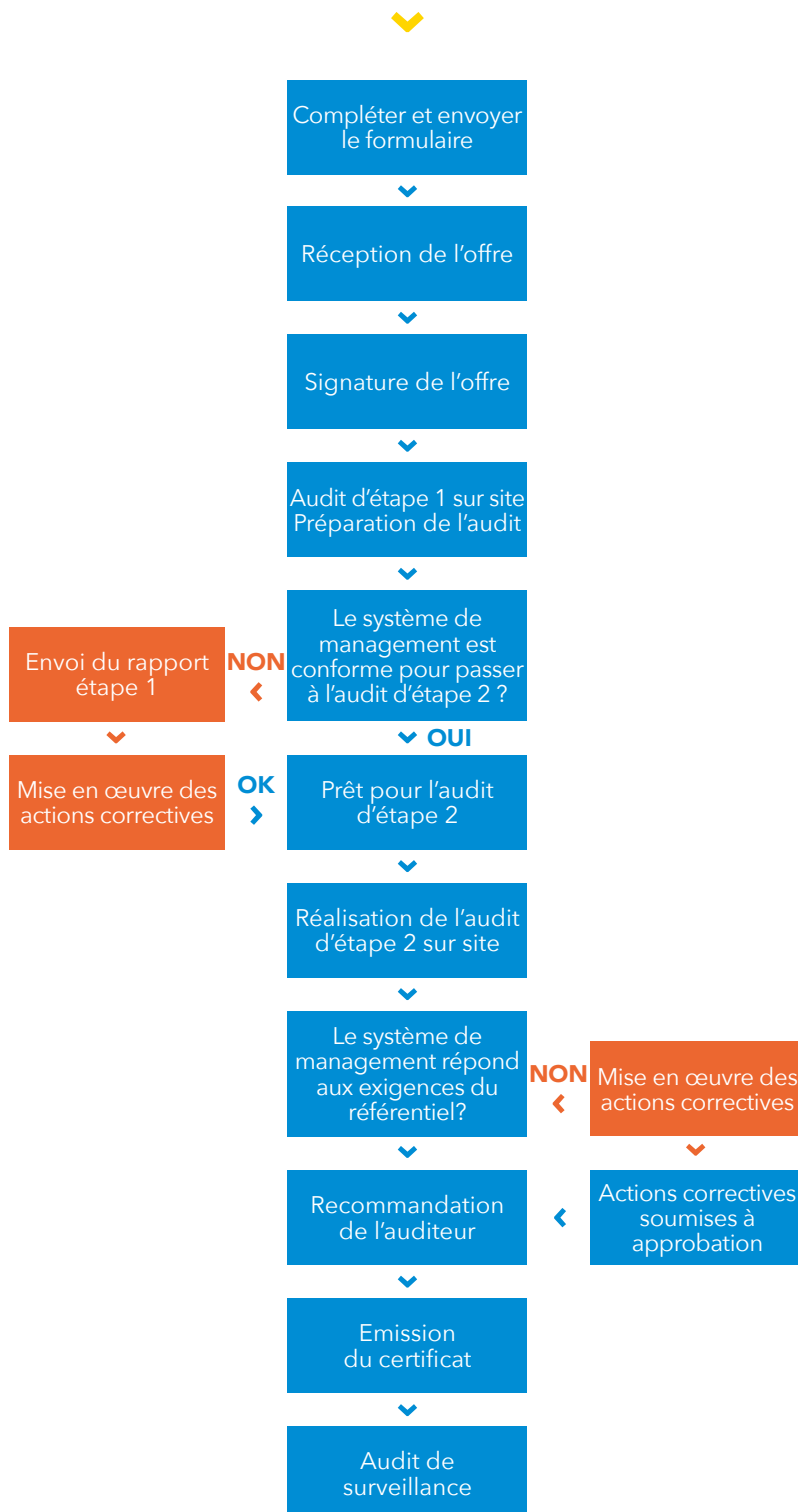 Compléter et envoyer
le formulaire
Réception de l’offre
Signature de l’offre
Audit d’étape 1 sur site
Préparation de l’audit
Le système de
management est
conforme pour passer
à l’audit d’étape 2 ?
NON
Envoi du rapport
étape 1
OUI
Mise en œuvre des
actions correctives
OK
Prêt pour l’audit
d’étape 2
Réalisation de l’audit
d’étape 2 sur site
Le système de
management répond
aux exigences du
référentiel?
NON
Mise en œuvre des
actions correctives
Recommandation
de l’auditeur
Actions correctives
soumises à
approbation
Emission
du certificat
Audit de
surveillance